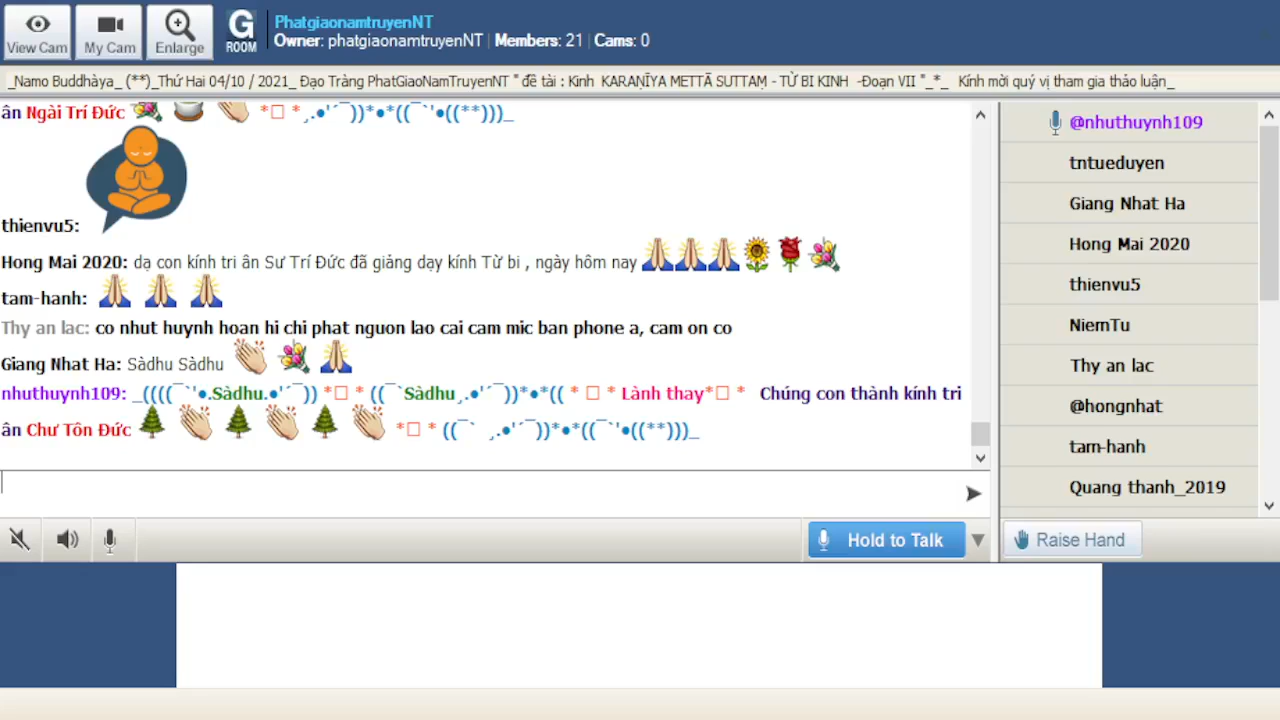 View Cam
My Cam
Enlarge
G
ROOM
PhatgiaonamtruyenNT
Owner: phatgiaonamtruyenNT | Members: 21 | Cams: 0
_Namo Buddhàya_ (**)_Thứ Hai 04/10 / 2021_ Đạo Tràng PhatGiaoNamTruyenNT " đề tài : Kinh KARAṆĪYA METTĀ SUTTAṂ - TỪ BI KINH -Đoạn VII "_*_ Kính mời quý vị tham gia thảo luận_
ân Ngài Trí Đức *□ *¸.●'´¯))*●*((¯`'●((**)))_
thienvu5:
Hong Mai 2020: dạ con kính tri ân Sư Trí Đức đã giảng dạy kính Từ bi , ngày hôm nay
tam-hanh:
Thy an lac: co nhut huynh hoan hi chi phat nguon lao cai cam mic ban phone a, cam on co
Giang Nhat Ha: Sàdhu Sàdhu
nhuthuynh109: _((((¯`'●.Sàdhu.●'´¯)) *□ * ((¯`Sàdhu¸.●'´¯))*●*(( * □ * Lành thay*□ * Chúng con thành kính tri
ân Chư Tôn Đức *□ * ((¯` ¸.●'´¯))*●*((¯`'●((**)))_
Hold to Talk
@nhuthuynh109
tntueduyen
Giang Nhat Ha
Hong Mai 2020
thienvu5
NiemTu
Thy an lac
@hongnhat
tam-hanh
Quang thanh_2019
Raise Hand